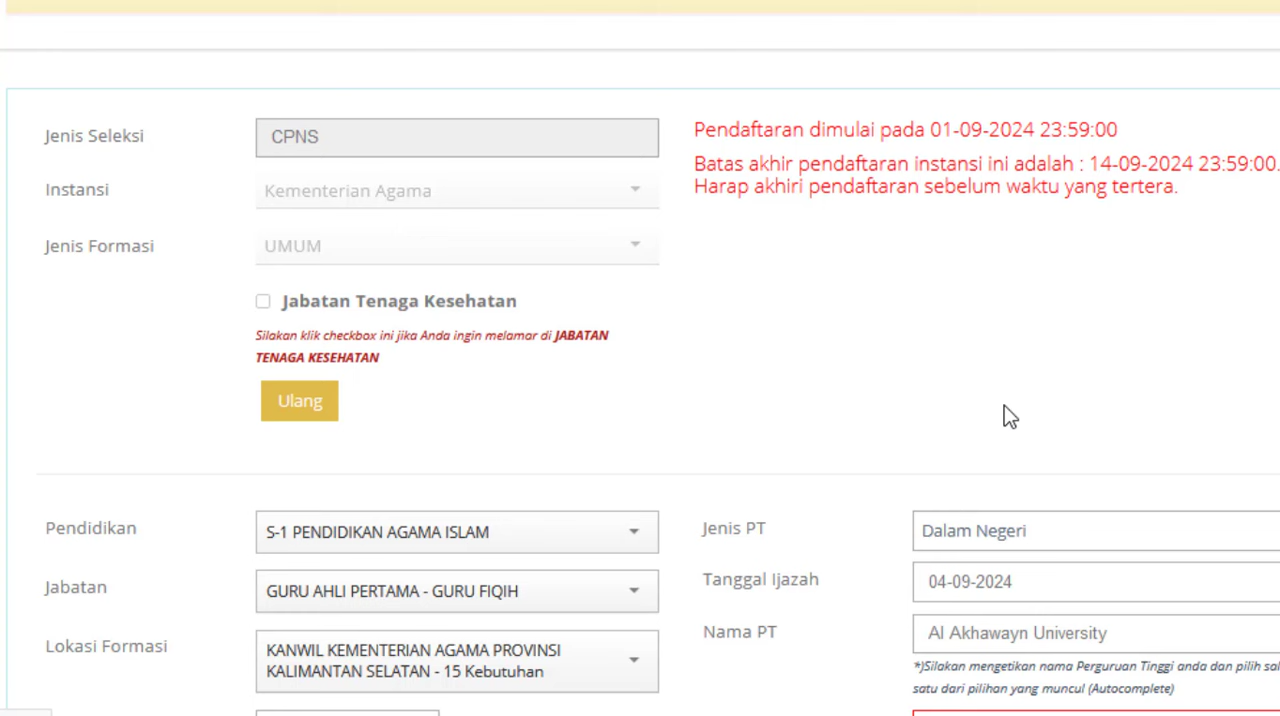 Jenis Seleksi
CPNS
Pendaftaran dimulai pada 01-09-2024 23:59:00
Batas akhir pendaftaran instansi ini adalah : 14-09-2024 23:59:00.
Harap akhiri pendaftaran sebelum waktu yang tertera.
Instansi
Kementerian Agama
Jenis Formasi
UMUM
Jabatan Tenaga Kesehatan
Silakan klik checkbox ini jika Anda ingin melamar di JABATAN
TENAGA KESEHATAN
Ulang
Pendidikan
S-1 PENDIDIKAN AGAMA ISLAM
Jenis PT
Dalam Negeri
Jabatan
GURU AHLI PERTAMA - GURU FIQIH
Tanggal Ijazah
04-09-2024
Lokasi Formasi
KANWIL KEMENTERIAN AGAMA PROVINSI
KALIMANTAN SELATAN - 15 Kebutuhan
Nama PT
Al Akhawayn University
*)Silakan mengetikan nama Perguruan Tinggi anda dan pilih sal
satu dari pilihan yang muncul (Autocomplete)